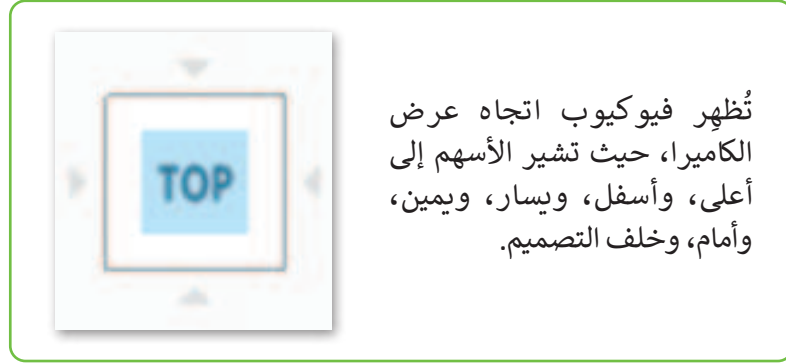 تُظهِر فيوكيوب اتجاه عرض
الكاميرا، حيث تشير الأسهم إلى
أعلى، وأسفل، ويسار، ويمين،
وأمام، وخلف التصميم.
TOP